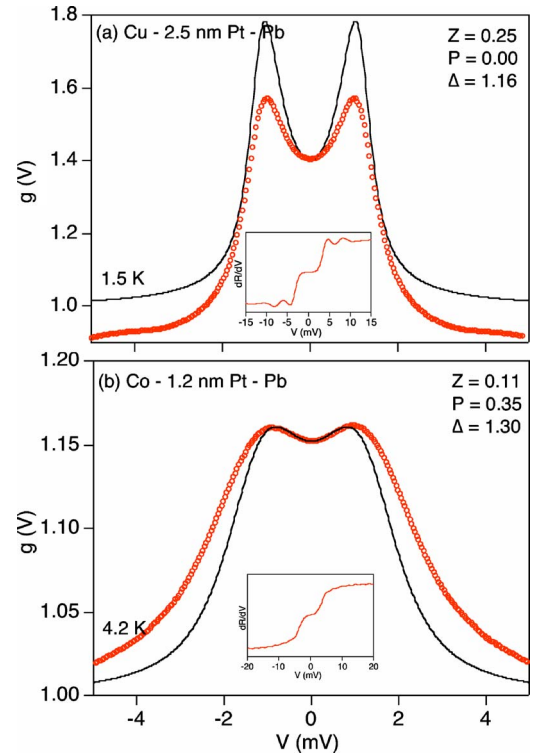 (a) Cu - 2.5 nm Pt - Pb
Z = 0.25
P = 0.00
Δ = 1.16
1.8
1.6
1.4
1.2
1.0
g (V)
1.5 K
dR/dV
-15 -10 -5 0 5 10 15
V (mV)
(b) Co - 1.2 nm Pt - Pb
Z = 0.11
P = 0.35
Δ = 1.30
1.20
1.15
1.10
1.05
1.00
g (V)
4.2 K
dR/dV
-20 -10 0 10 20
V (mV)
-4 -2 0 2 4
V (mV)